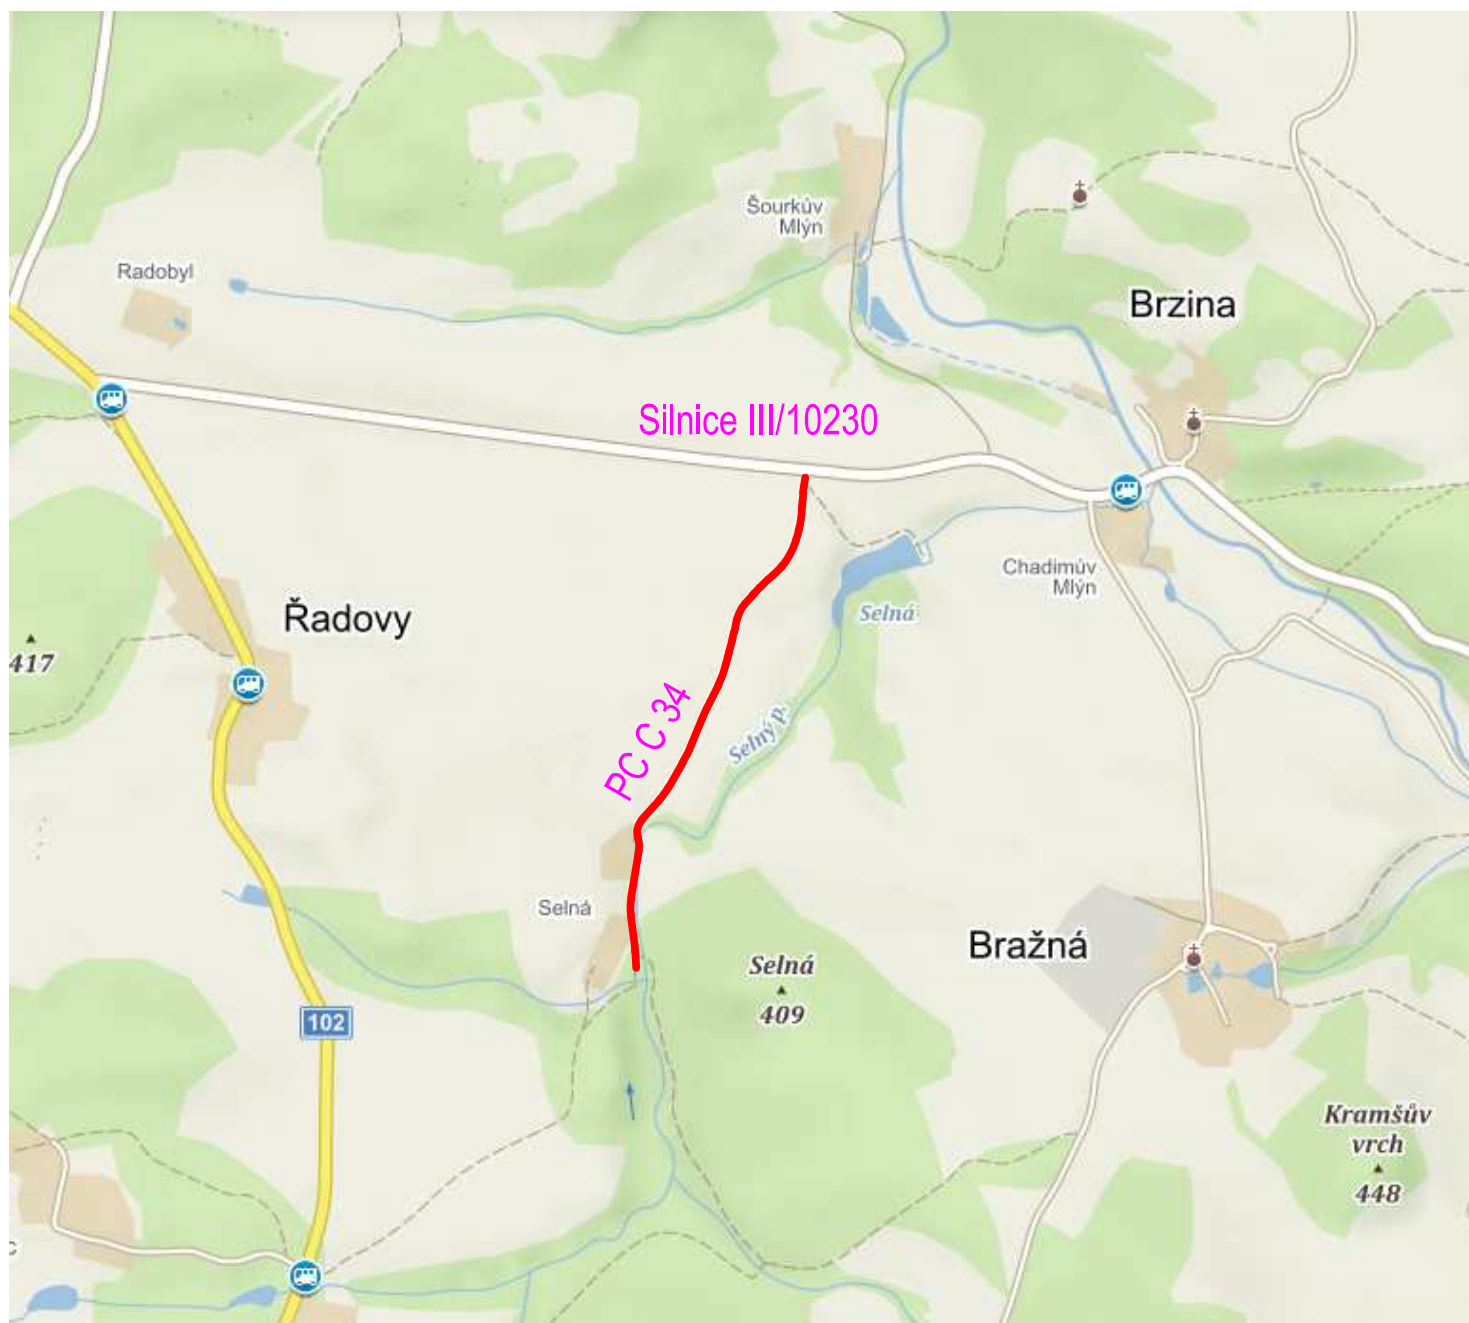 Šourkův
Mlýn
Radobyl
Brzina
Silnice III/10230
Chadimův
Mlýn
Selná
Řadovy
417
PC C 34
Selný p.
Selná
Bražná
Selná
409
102
Kramšův
vrch
448